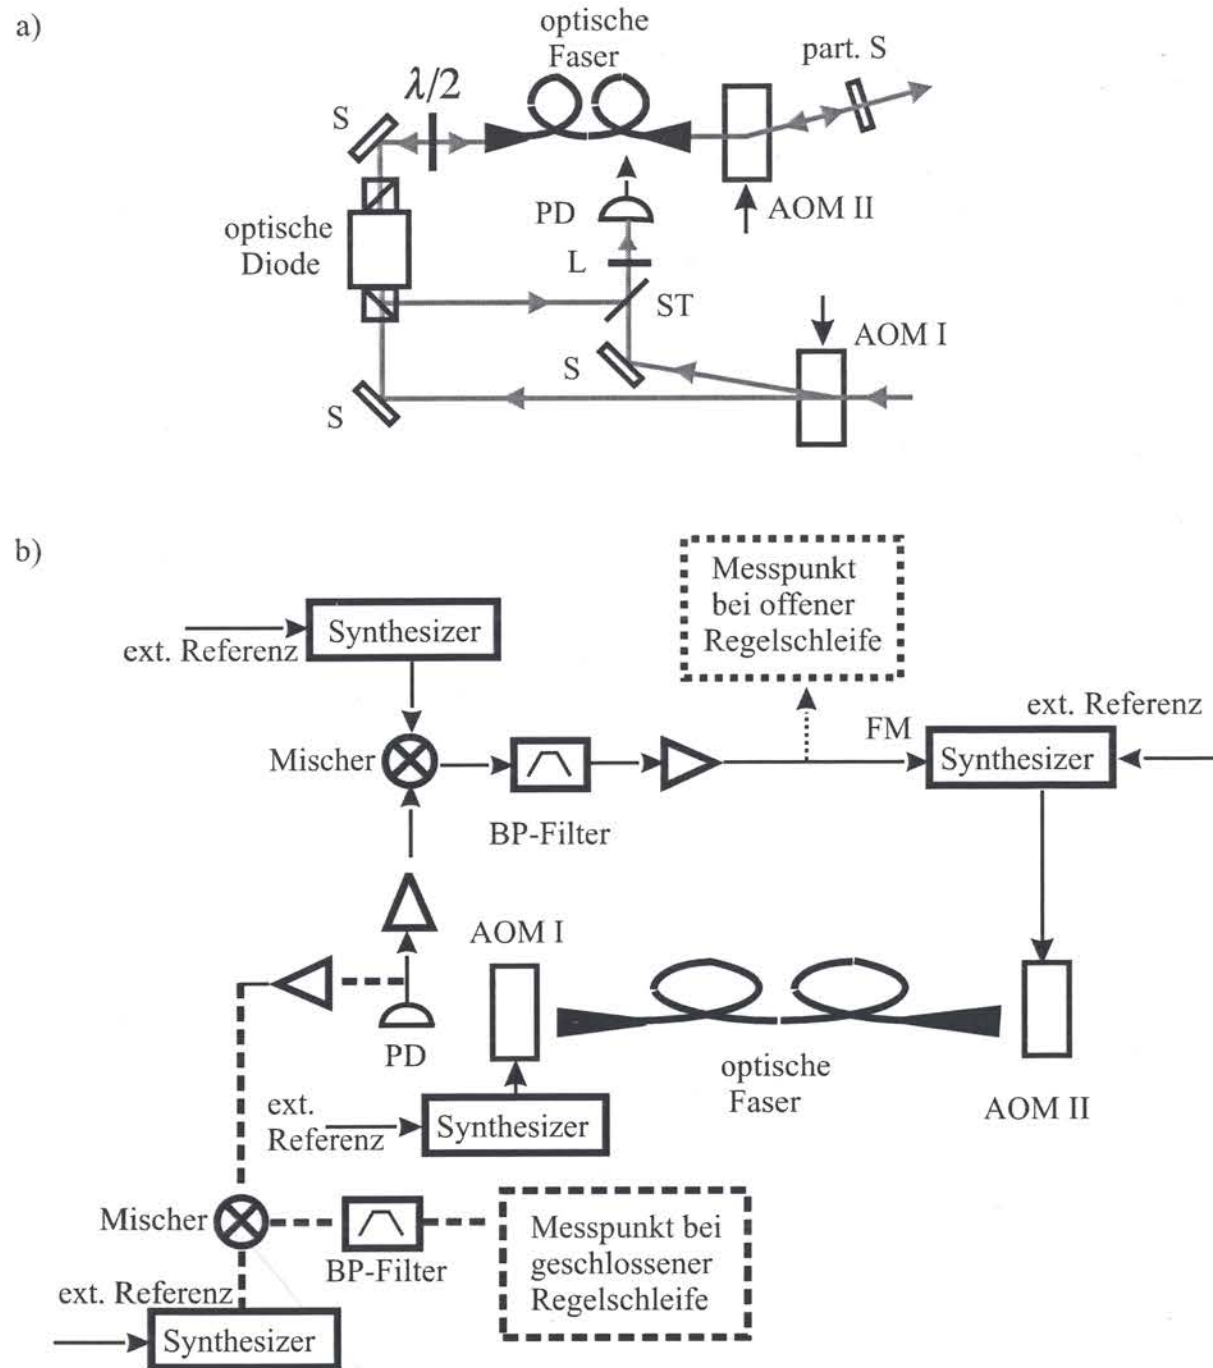 a)
optische
Faser
part. S
λ/2
S
PD
AOM II
optische
Diode
L
ST
AOM I
S
S
b)
Messpunkt
bei offener
Regelschleife
Synthesizer
ext. Referenz
ext. Referenz
FM
Synthesizer
Mischer
BP-Filter
AOM I
PD
optische
Faser
AOM II
ext.
Referenz
Synthesizer
Mischer
Messpunkt bei
geschlossener
Regelschleife
BP-Filter
ext. Referenz
Synthesizer